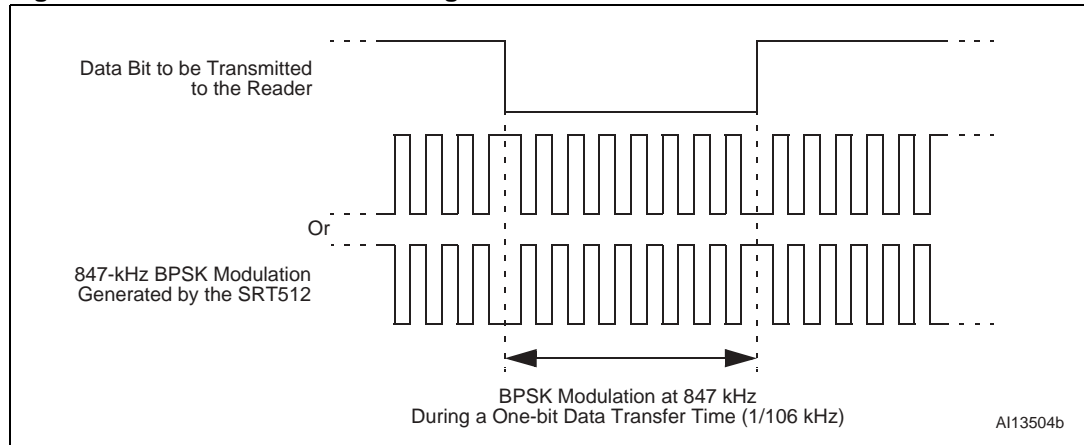 Data Bit to be Transmitted
to the Reader
Or
847-kHz BPSK Modulation
Generated by the SRT512
BPSK Modulation at 847 kHz
During a One-bit Data Transfer Time (1/106 kHz)
AI13504b